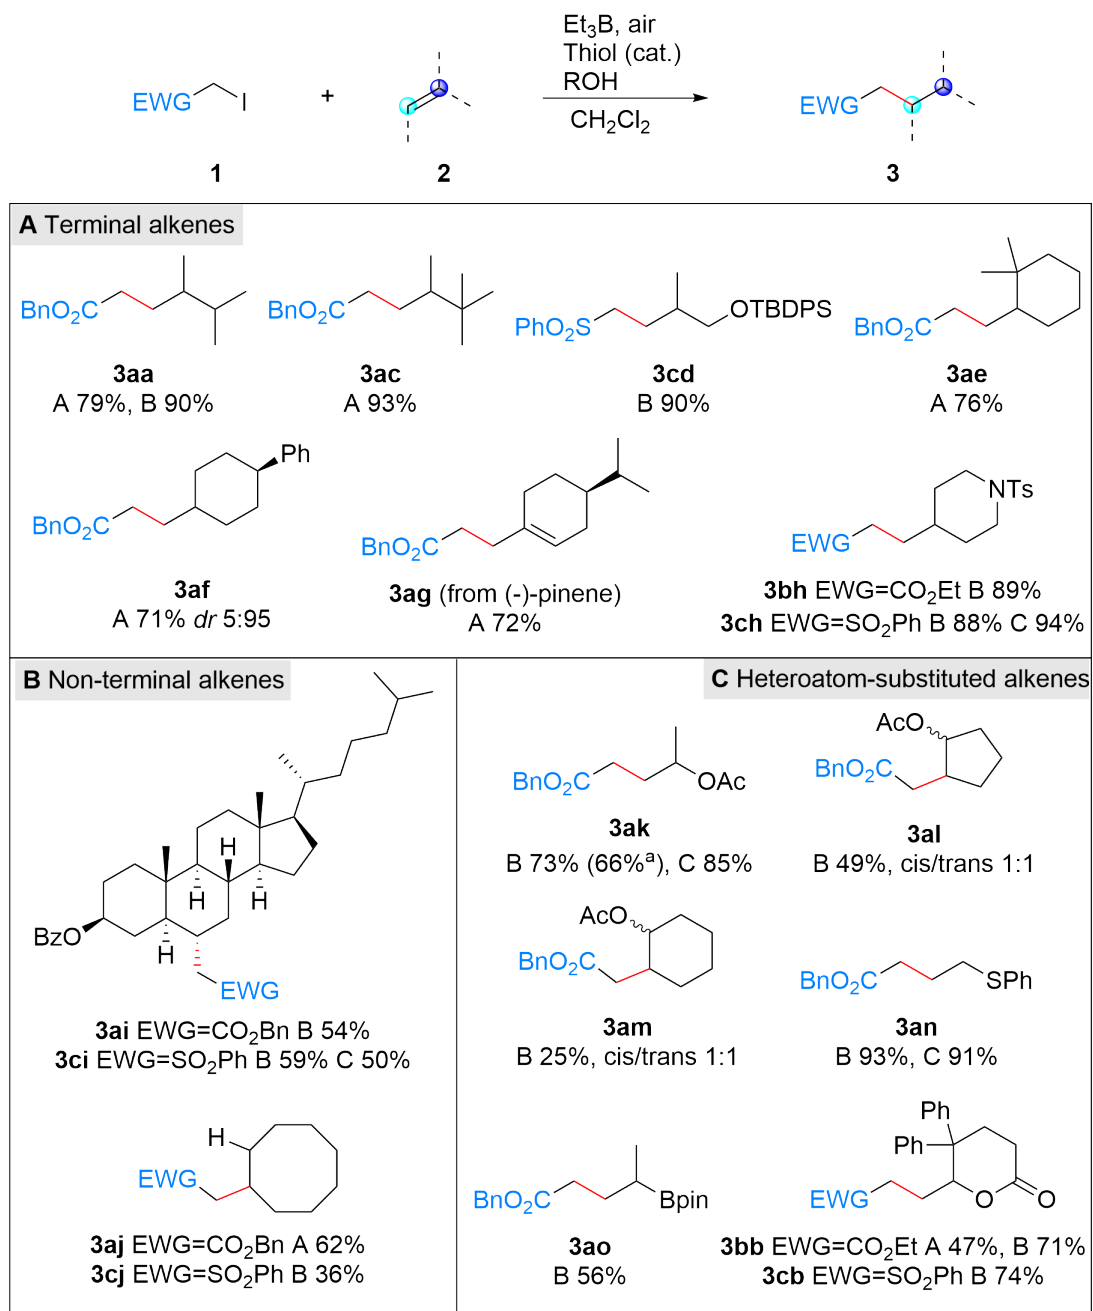 Et₃B, air
Thiol (cat.)
ROH
CH₂Cl₂
EWG I + EWG
1 2 3
A Terminal alkenes
BnO₂C BnO₂C PhO₂S OTBDPS BnO₂C
3aa 3ac 3cd 3ae
A 79%, B 90% A 93% B 90% A 76%
Ph
BnO₂C
BnO₂C
NTs
EWG
3af
A 71% dr 5:95
3ag (from (-)-pinene)
A 72%
3bh EWG=CO₂Et B 89%
3ch EWG=SO₂Ph B 88% C 94%
B Non-terminal alkenes
H
H
H
H
BzO
EWG
3ai EWG=CO₂Bn B 54%
3ci EWG=SO₂Ph B 59% C 50%
H
EWG
3aj EWG=CO₂Bn A 62%
3cj EWG=SO₂Ph B 36%
C Heteroatom-substituted alkenes
BnO₂C OAc
3ak
B 73% (66%ᵃ), C 85%
AcO
BnO₂C
3al
B 49%, cis/trans 1:1
AcO
BnO₂C
3am
B 25%, cis/trans 1:1
BnO₂C SPh
3an
B 93%, C 91%
BnO₂C Bpin
3ao
B 56%
Ph
Ph
EWG O O
3bb EWG=CO₂Et A 47%, B 71%
3cb EWG=SO₂Ph B 74%